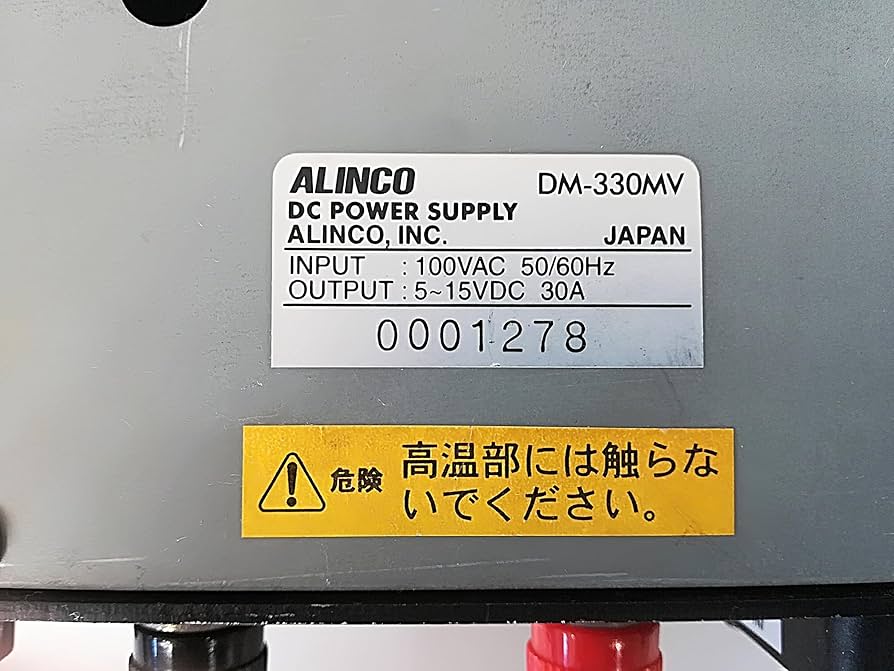 ALINCO DM-330MV
DC POWER SUPPLY
ALINCO, INC. JAPAN
INPUT : 100VAC 50/60Hz
OUTPUT : 5~15VDC 30A
0001278
危険 高温部には触らな
いでください。